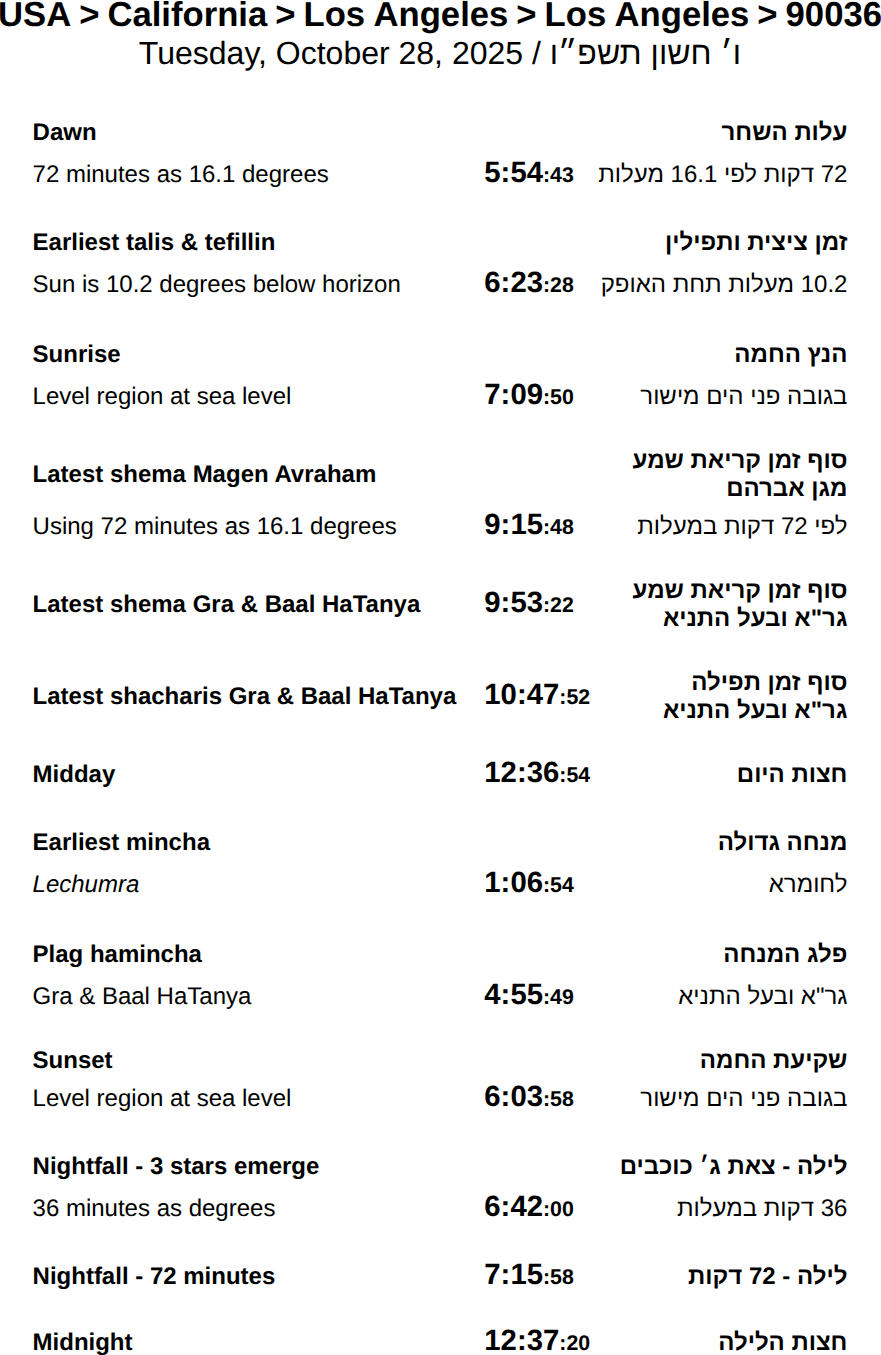 USA > California > Los Angeles > Los Angeles > 90036
Tuesday, October 28, 2025 / ו׳ חשון תשפ״ו
Dawn עלות השחר
72 minutes as 16.1 degrees 5:54:43 72 דקות לפי 16.1 מעלות
Earliest talis & tefillin זמן ציצית ותפילין
Sun is 10.2 degrees below horizon 6:23:28 10.2 מעלות תחת האופק
Sunrise הנץ החמה
Level region at sea level 7:09:50 בגובה פני הים מישור
Latest shema Magen Avraham סוף זמן קריאת שמע
מגן אברהם
Using 72 minutes as 16.1 degrees 9:15:48 לפי 72 דקות במעלות
Latest shema Gra & Baal HaTanya 9:53:22 סוף זמן קריאת שמע
גר"א ובעל התניא
Latest shacharis Gra & Baal HaTanya 10:47:52 סוף זמן תפילה
גר"א ובעל התניא
Midday 12:36:54 חצות היום
Earliest mincha מנחה גדולה
Lechumra 1:06:54 לחומרא
Plag hamincha פלג המנחה
Gra & Baal HaTanya 4:55:49 גר"א ובעל התניא
Sunset שקיעת החמה
Level region at sea level 6:03:58 בגובה פני הים מישור
Nightfall - 3 stars emerge לילה - צאת ג׳ כוכבים
36 minutes as degrees 6:42:00 36 דקות במעלות
Nightfall - 72 minutes 7:15:58 לילה - 72 דקות
Midnight 12:37:20 חצות הלילה